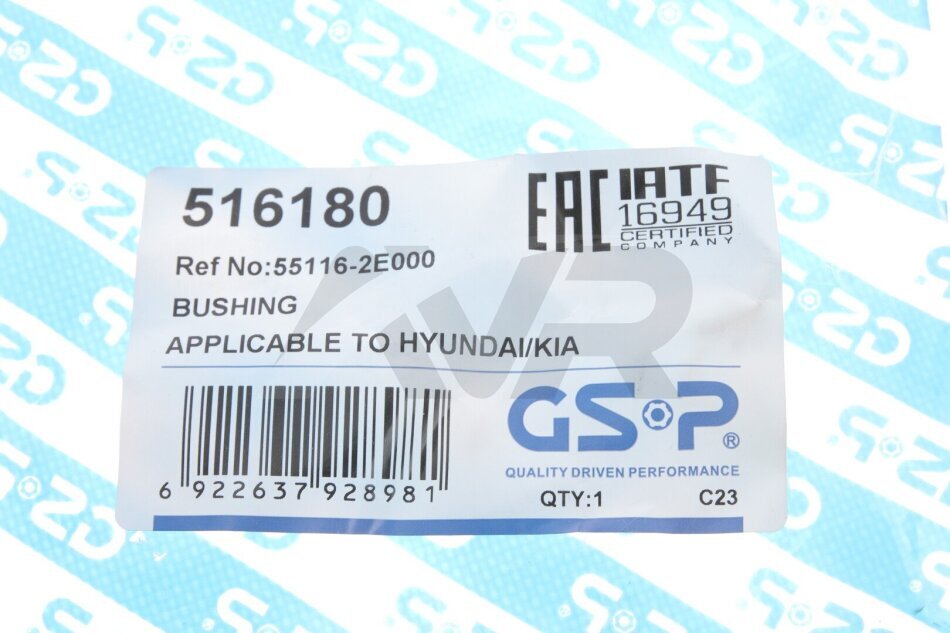 516180
EAC
IATF
16949
CERTIFIED
COMPANY
Ref No:55116-2E000
BUSHING
APPLICABLE TO HYUNDAI/KIA
VR
GSP®
QUALITY DRIVEN PERFORMANCE
6 922637 928981
QTY:1 C23